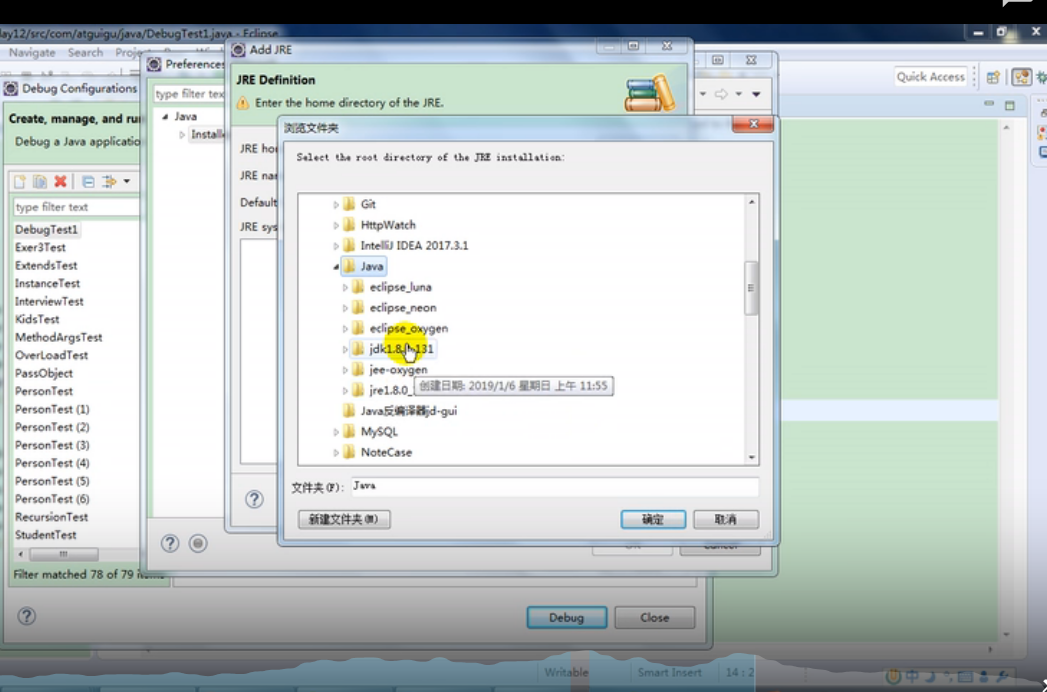 ay12/src/com/atguigu/java/DebugTest1.java - Eclipse
Navigate Search
Quick Access
Debug Configurations
Create, manage, and ru
Debug a Java applicatio
type filter text
DebugTest1
Exer3Test
ExtendsTest
InstanceTest
InterviewTest
KidsTest
MethodArgsTest
OverLoadTest
PassObject
PersonTest
PersonTest (1)
PersonTest (2)
PersonTest (3)
PersonTest (4)
PersonTest (5)
PersonTest (6)
RecursionTest
StudentTest
Filter matched 78 of 79 items
Debug
Close
Preferences
type filter tex
Java
Install
Cancel
Add JRE
JRE Definition
Enter the home directory of the JRE.
JRE ho
JRE na
Default
JRE sys
浏览文件夹
Select the root directory of the JRE installation:
Git
HttpWatch
IntelliJ IDEA 2017.3.1
Java
eclipse_luna
eclipse_neon
eclipse_oxygen
jdk1.8.0_131
jee-oxygen
jre1.8.0_
创建日期: 2019/1/6 星期日 上午 11:55
Java反编译器jd-gui
MySQL
NoteCase
文件夹(F): Java
新建文件夹(M)
确定
取消
Writable
Smart Insert
14 : 2
中